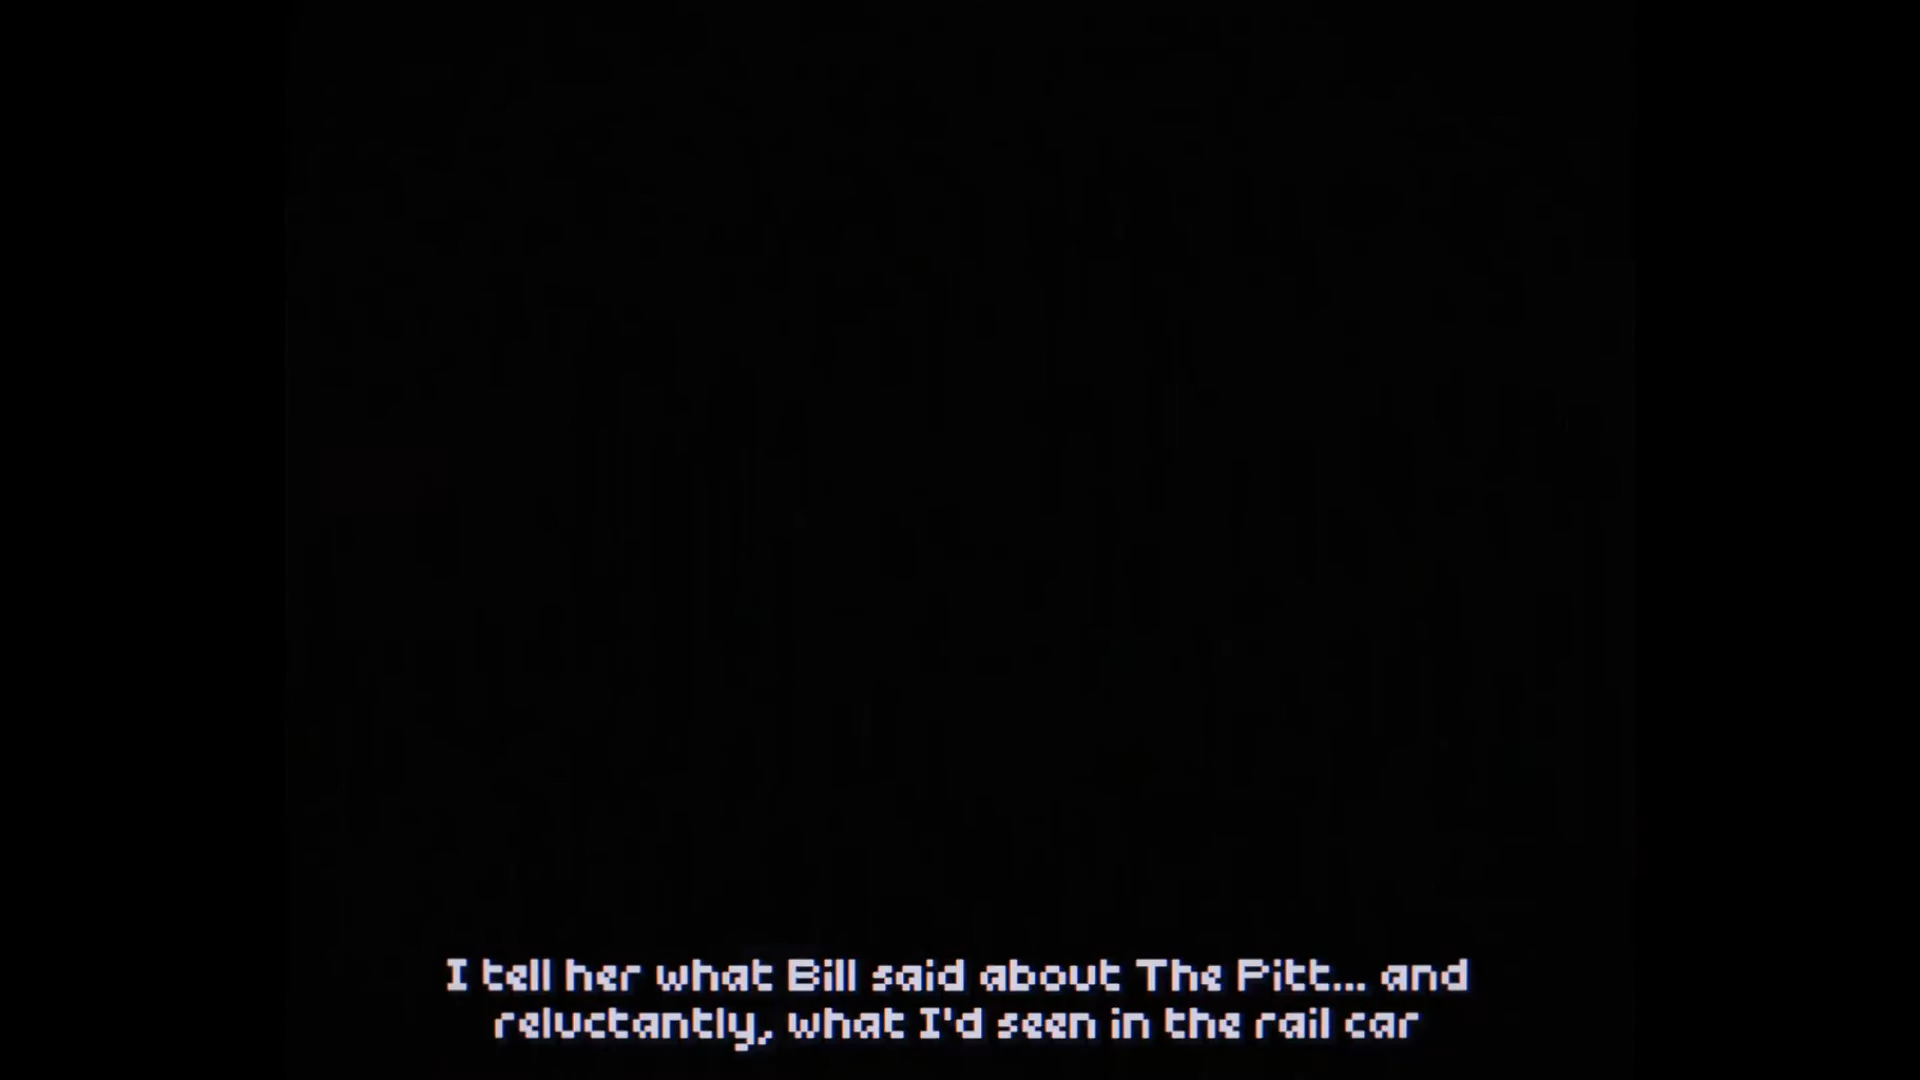 I tell her what Bill said about The Pitt... and
reluctantly, what I'd seen in the rail car